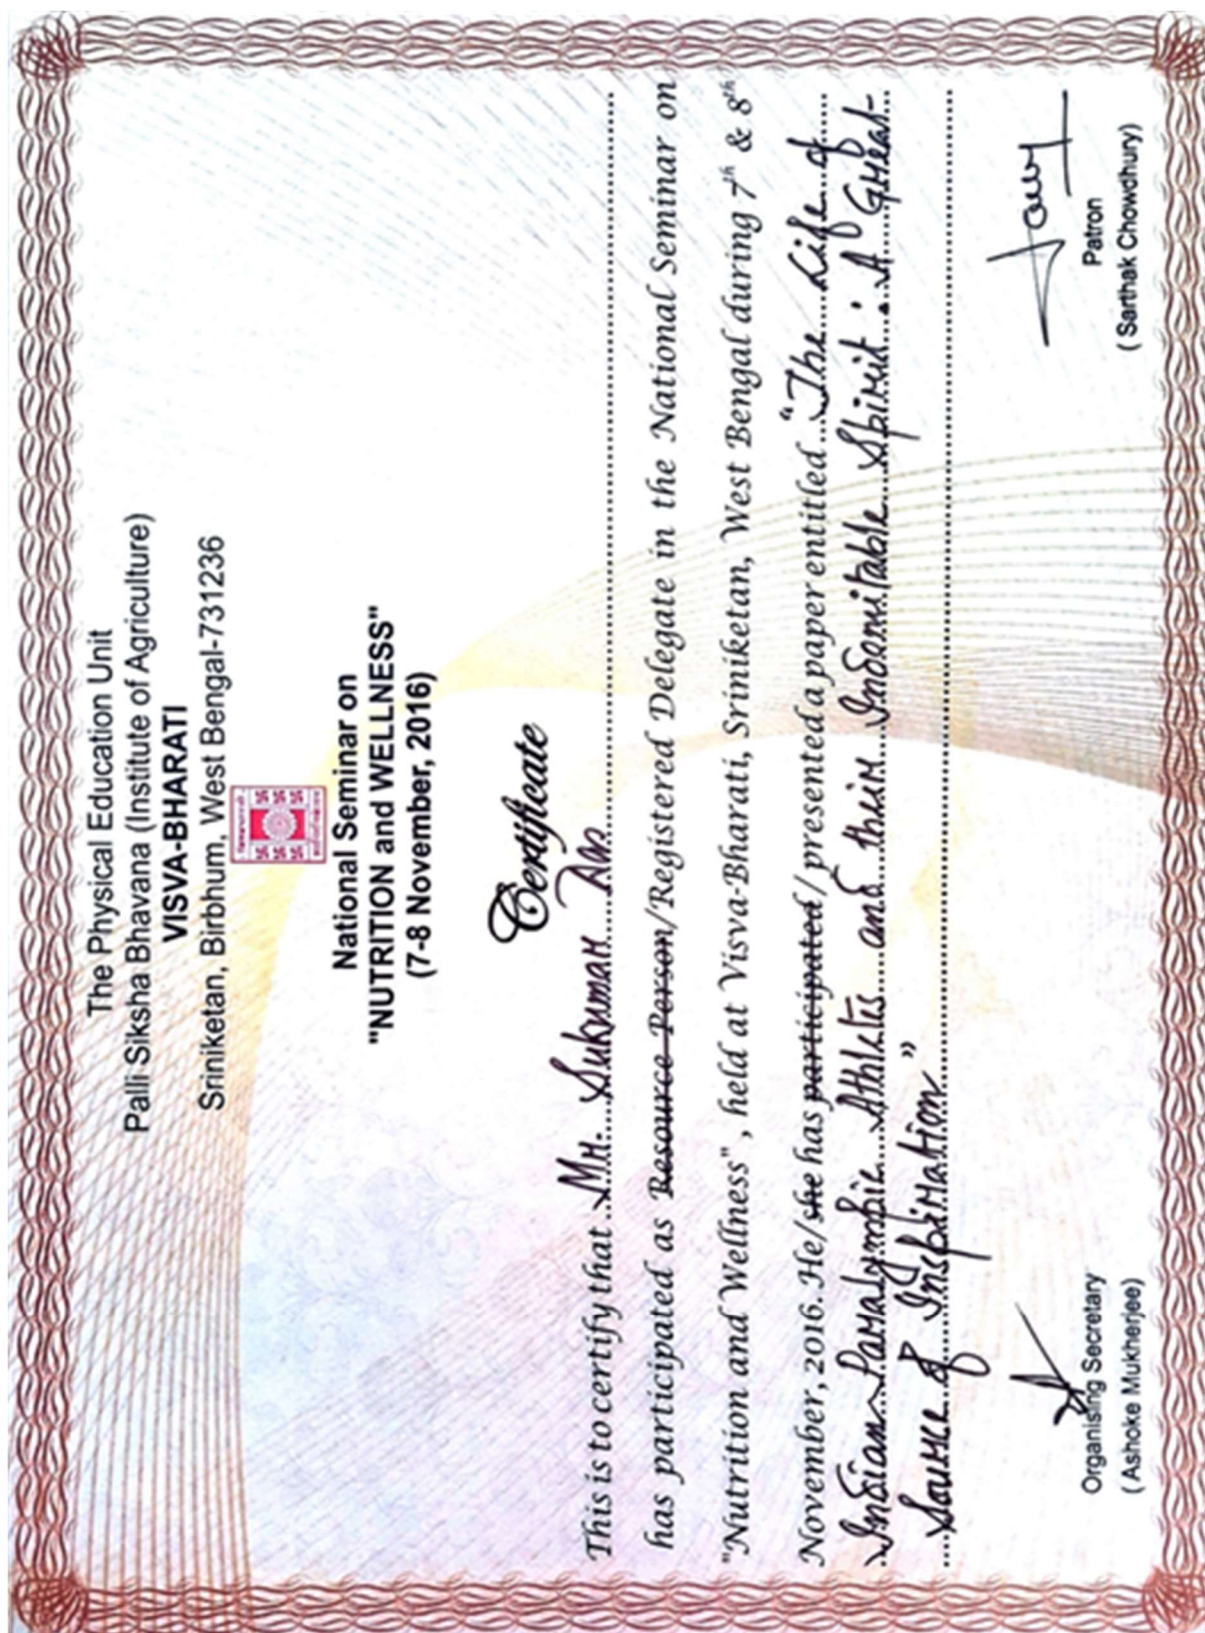 The Physical Education Unit
Palli Siksha Bhavana (Institute of Agriculture)
VISVA-BHARATI
Sriniketan, Birbhum, West Bengal-731236
National Seminar on
"NUTRITION and WELLNESS"
(7-8 November, 2016)
Certificate
This is to certify that Mr. Sukumar Das
has participated as Resource Person/Registered Delegate in the National Seminar on
"Nutrition and Wellness", held at Visva-Bharati, Sriniketan, West Bengal during 7th & 8th
November, 2016. He/she has participated/presented a paper entitled "The Life of
Indian Paralympic Athletes and their Indomitable Spirit : A Great
Source of Inspiration"
Organising Secretary
(Ashoke Mukherjee)
Patron
( Sarthak Chowdhury)